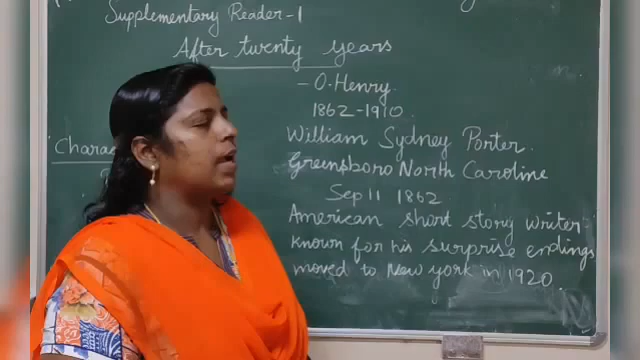 Supplementary Reader-1
After twenty years
- O. Henry
1862-1910
Charac
William Sydney Porter.
Greensboro North Caroline
Sep 11 1862
American short story writer
known for his surprise endings
moved to New york in 1920.